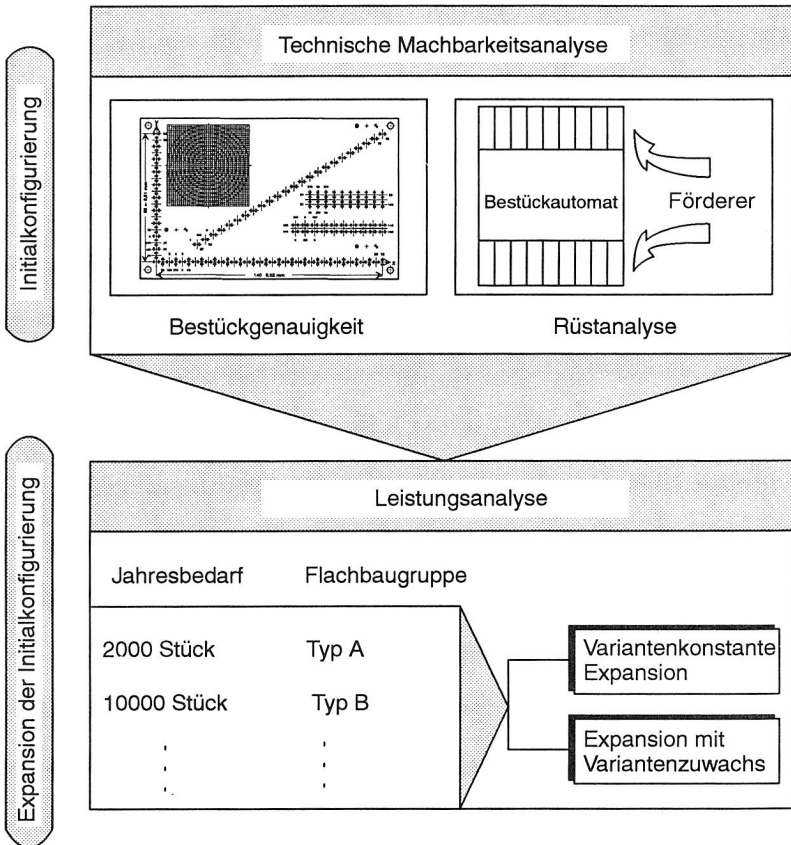 Initialkonfigurierung
Technische Machbarkeitsanalyse
Bestückautomat
Förderer
Bestückgenauigkeit
Rüstanalyse
Expansion der Initialkonfigurierung
Leistungsanalyse
Jahresbedarf Flachbaugruppe
2000 Stück Typ A
10000 Stück Typ B
Variantenkonstante
Expansion
Expansion mit
Variantenzuwachs